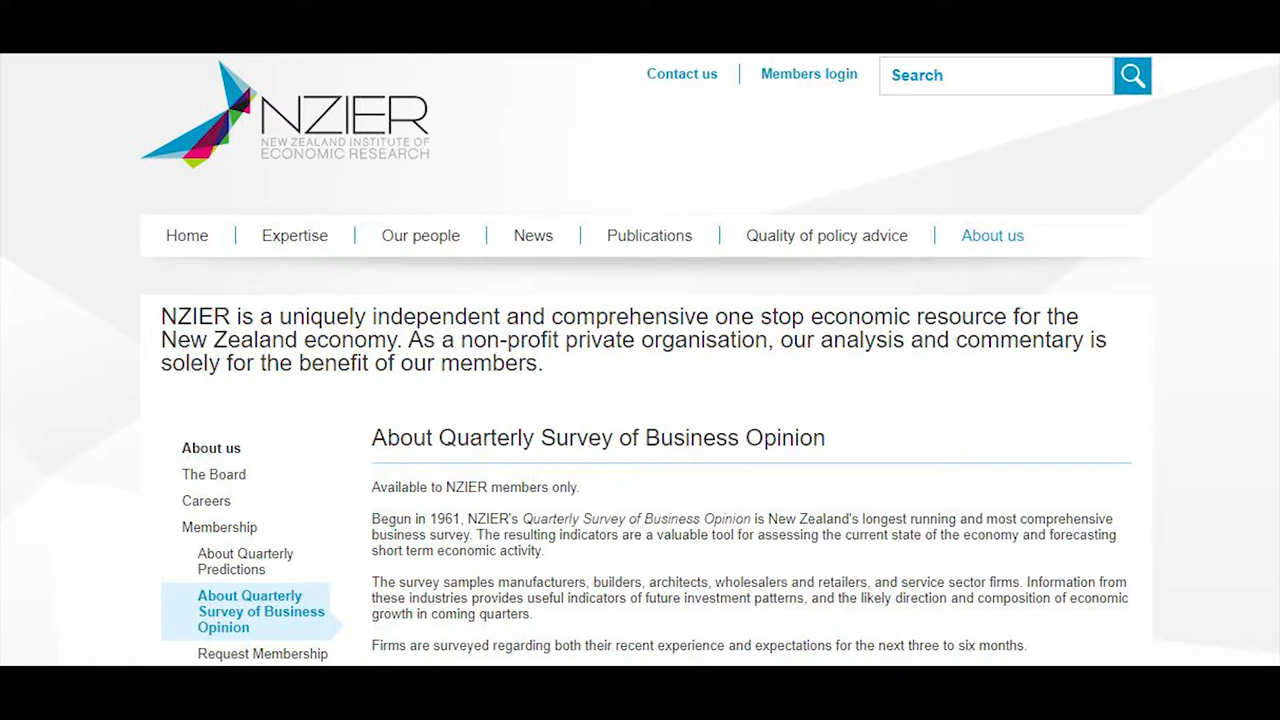 Contact us
Members login
Search
NZIER
NEW ZEALAND INSTITUTE OF
ECONOMIC RESEARCH
Home
Expertise
Our people
News
Publications
Quality of policy advice
About us
NZIER is a uniquely independent and comprehensive one stop economic resource for the
New Zealand economy. As a non-profit private organisation, our analysis and commentary is
solely for the benefit of our members.
About us
The Board
Careers
Membership
About Quarterly
Predictions
About Quarterly
Survey of Business
Opinion
Request Membership
About Quarterly Survey of Business Opinion
Available to NZIER members only.
Begun in 1961, NZIER's Quarterly Survey of Business Opinion is New Zealand's longest running and most comprehensive
business survey. The resulting indicators are a valuable tool for assessing the current state of the economy and forecasting
short term economic activity.
The survey samples manufacturers, builders, architects, wholesalers and retailers, and service sector firms. Information from
these industries provides useful indicators of future investment patterns, and the likely direction and composition of economic
growth in coming quarters.
Firms are surveyed regarding both their recent experience and expectations for the next three to six months.